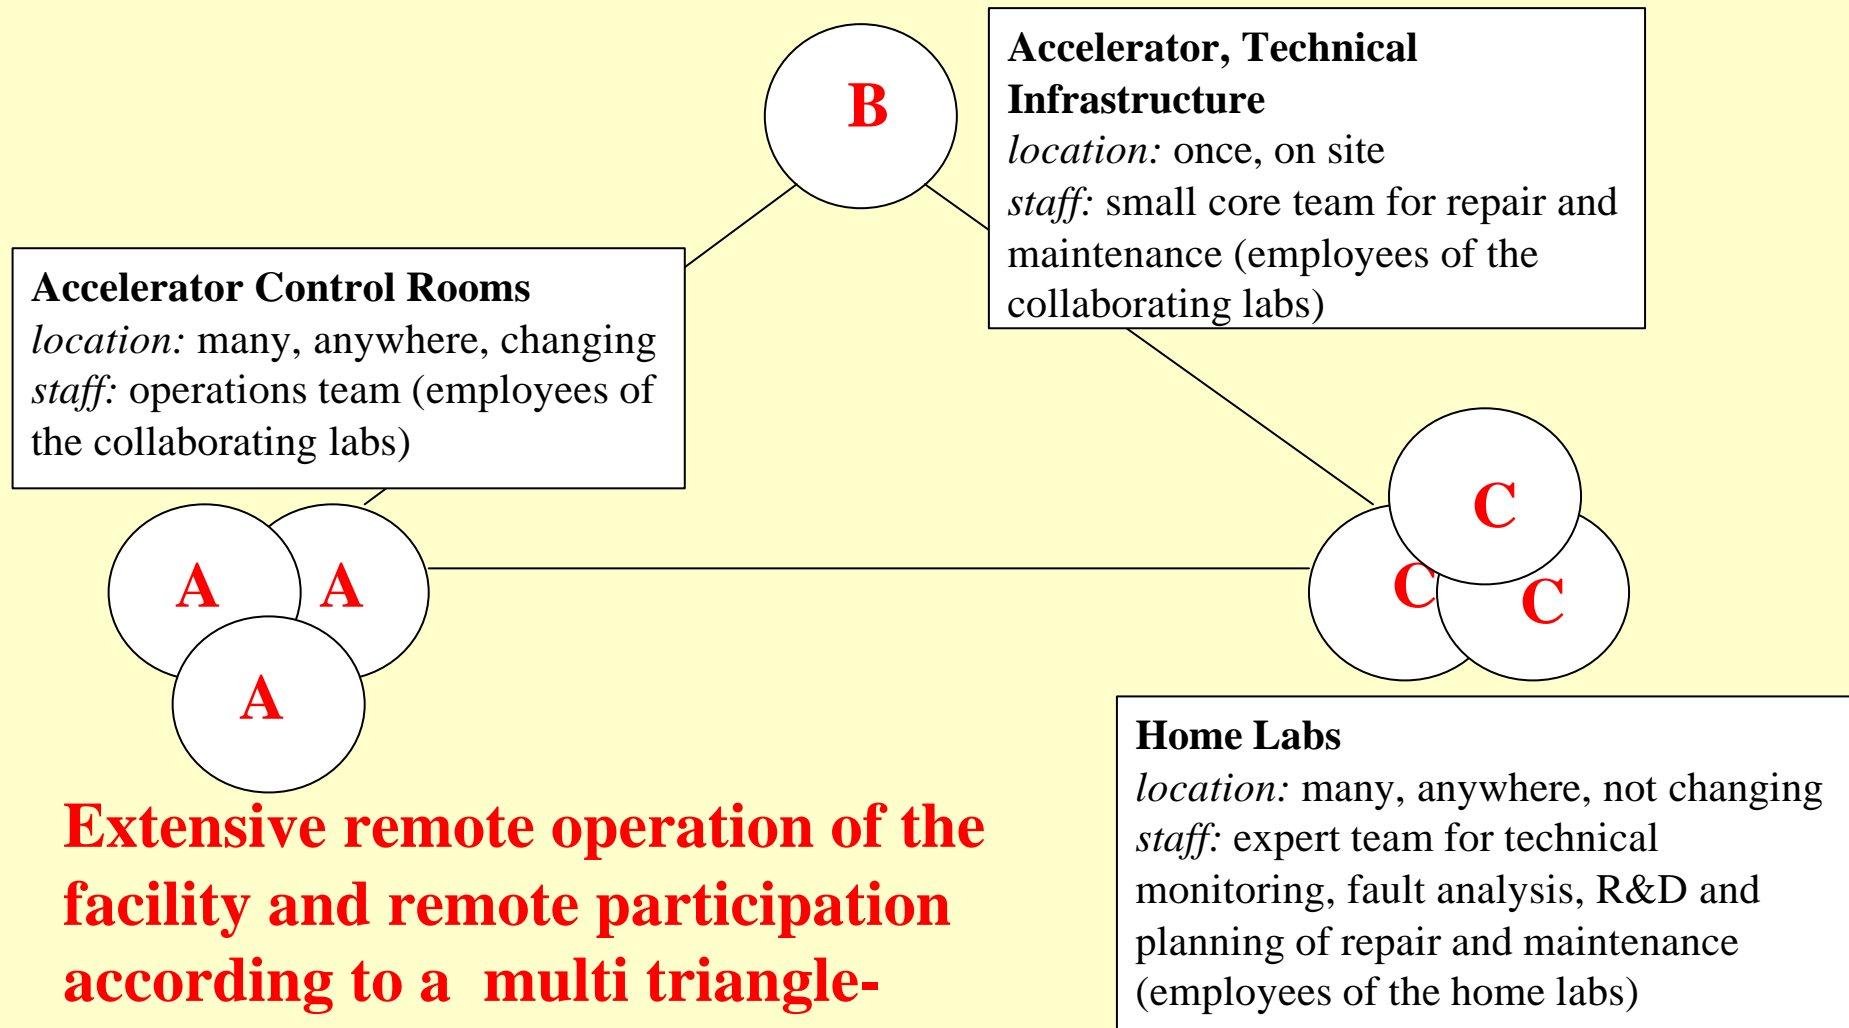 B
Accelerator, Technical
Infrastructure
location: once, on site
staff: small core team for repair and
maintenance (employees of the
collaborating labs)
Accelerator Control Rooms
location: many, anywhere, changing
staff: operations team (employees of
the collaborating labs)
A
A
A
C
C
C
Home Labs
location: many, anywhere, not changing
staff: expert team for technical
monitoring, fault analysis, R&D and
planning of repair and maintenance
(employees of the home labs)
Extensive remote operation of the
facility and remote participation
according to a multi triangle-